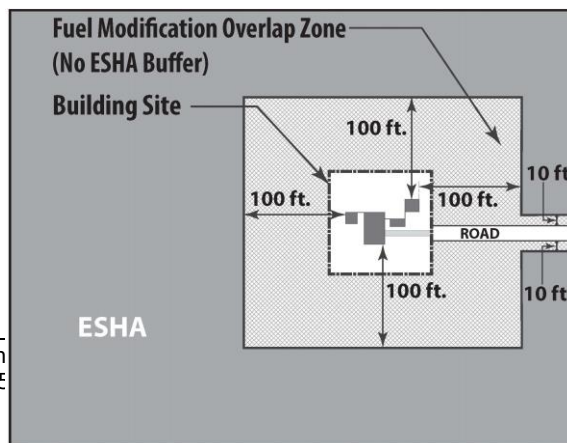 Fuel Modification Overlap Zone
(No ESHA Buffer)
Building Site
100 ft.
10 ft
100 ft.
100 ft.
ROAD
100 ft.
10 ft
ESHA